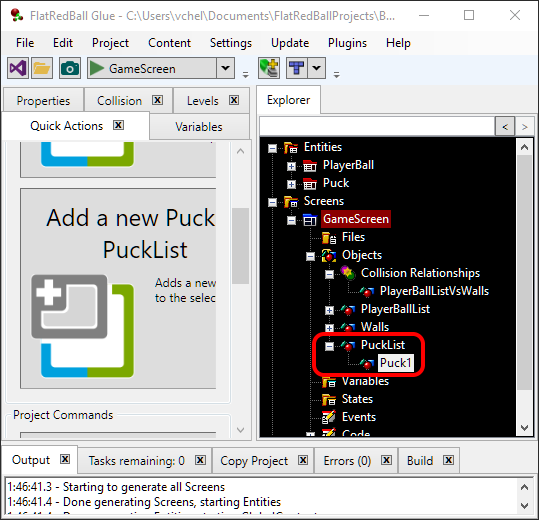 FlatRedBall Glue - C:\Users\vchel\Documents\FlatRedBallProjects\B...
File Edit Project Content Settings Update Plugins Help
GameScreen
Properties Collision Levels
Quick Actions Variables
Add a new Puck
PuckList
Adds a new
to the selec
Project Commands
Explorer
< >
Entities
PlayerBall
Puck
Screens
GameScreen
Files
Objects
Collision Relationships
PlayerBallListVsWalls
PlayerBallList
Walls
PuckList
Puck1
Variables
States
Events
Code
Output Tasks remaining: 0 Copy Project Errors (0) Build
1:46:41.3 - Starting to generate all Screens
1:46:41.4 - Done generating Screens, starting Entities